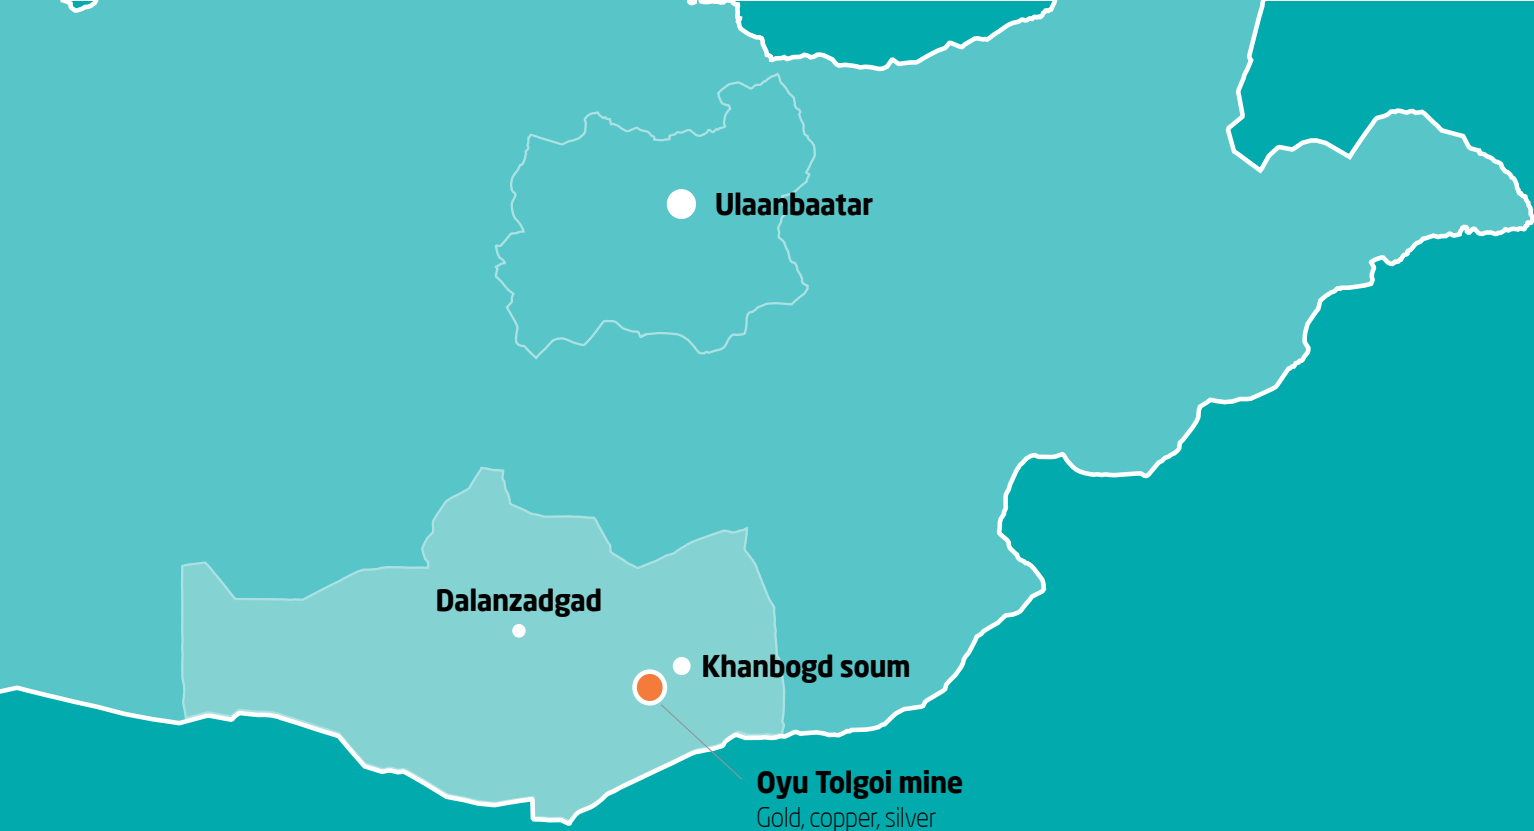 Ulaanbaatar
Dalanzadgad
Khanbogd soum
Oyu Tolgoi mine
Gold, copper, silver